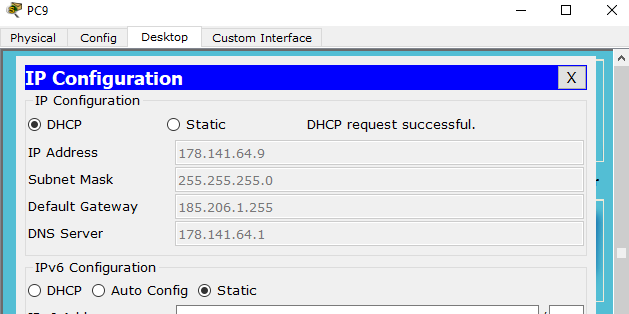 PC9
Physical Config Desktop Custom Interface
IP Configuration X
IP Configuration
DHCP Static DHCP request successful.
IP Address 178.141.64.9
Subnet Mask 255.255.255.0
Default Gateway 185.206.1.255
DNS Server 178.141.64.1
IPv6 Configuration
DHCP Auto Config Static